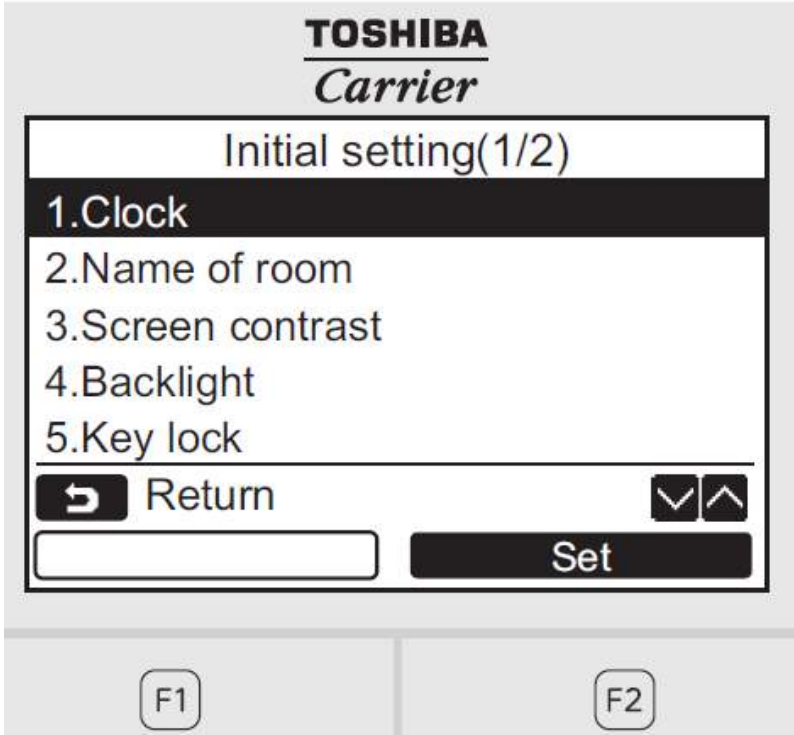 TOSHIBA
Carrier
Initial setting(1/2)
1.Clock
2.Name of room
3.Screen contrast
4.Backlight
5.Key lock
Return
Set
F1
F2